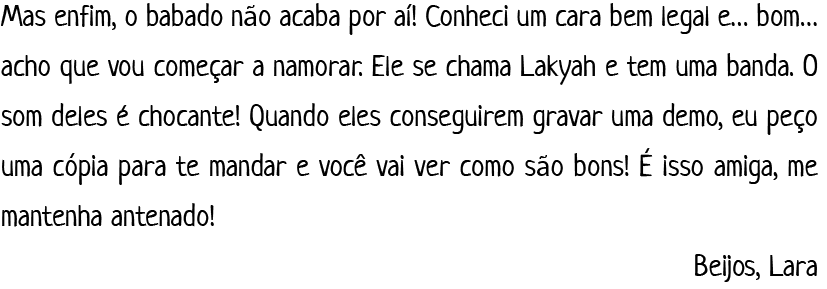 Mas enfim, o babado não acaba por aí! Conheci um cara bem legal e... bom...
acho que vou começar a namorar. Ele se chama Lakyah e tem uma banda. O
som deles é chocante! Quando eles conseguirem gravar uma demo, eu peço
uma cópia para te mandar e você vai ver como são bons! É isso amiga, me
mantenha antenado!
Beijos, Lara